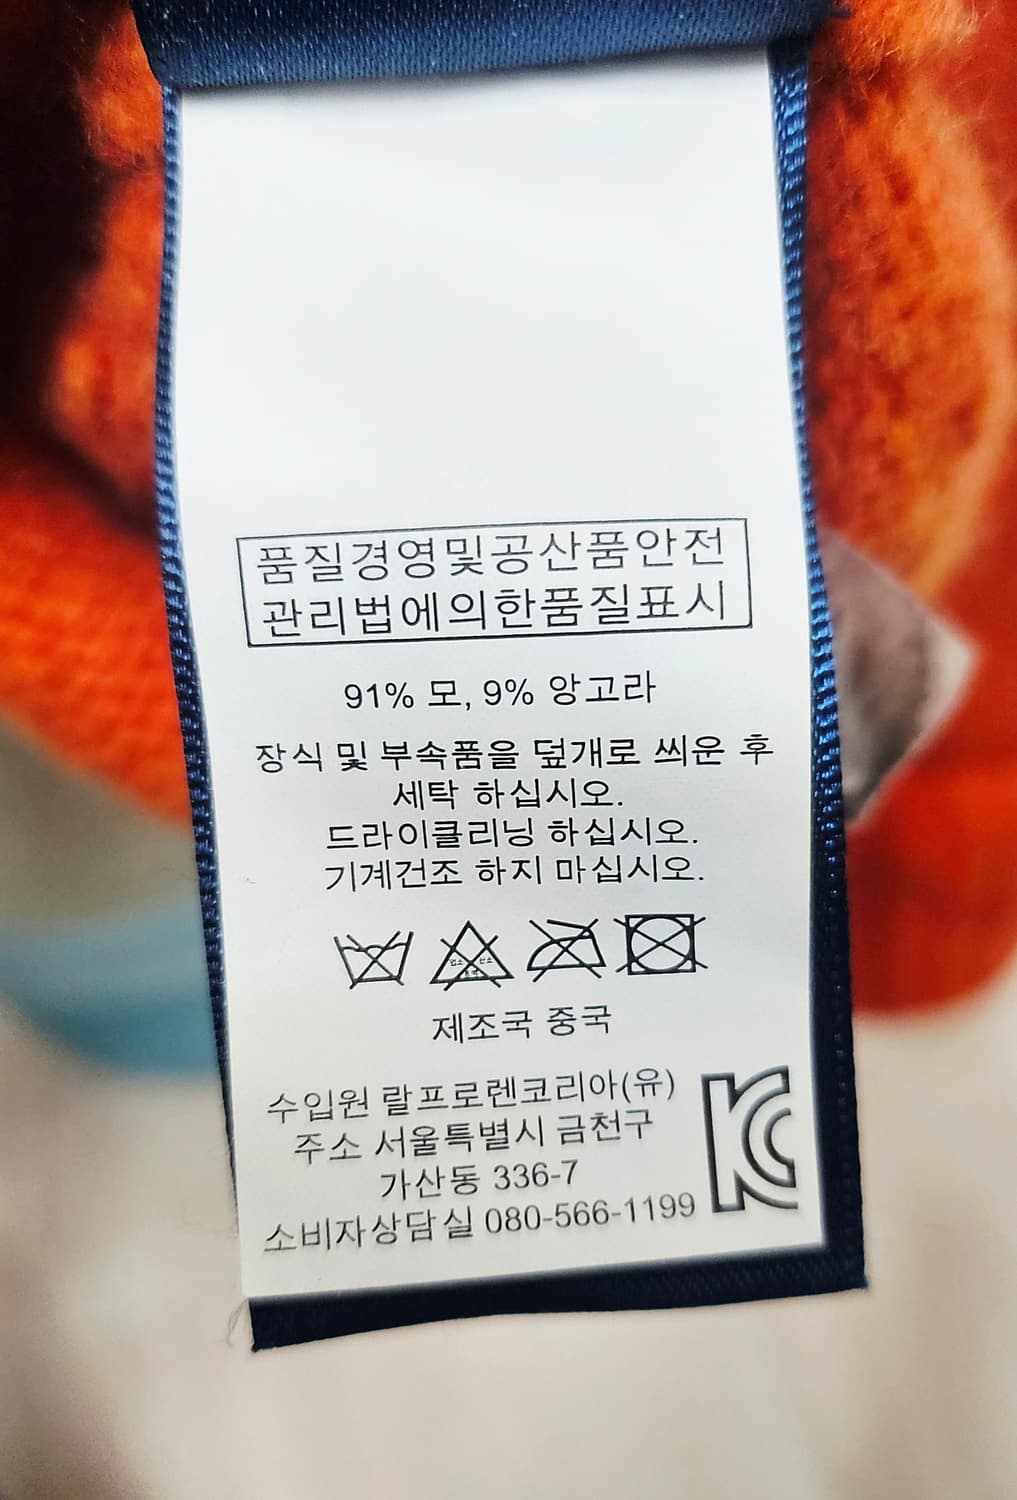 품질경영및공산품안전
관리법에의한품질표시
91% 모, 9% 앙고라
장식 및 부속품을 덮개로 씌운 후
세탁 하십시오.
드라이클리닝 하십시오.
기계건조 하지 마십시오.
제조국 중국
수입원 랄프로렌코리아(유)
주소 서울특별시 금천구
가산동 336-7
소비자상담실 080-566-1199
KC